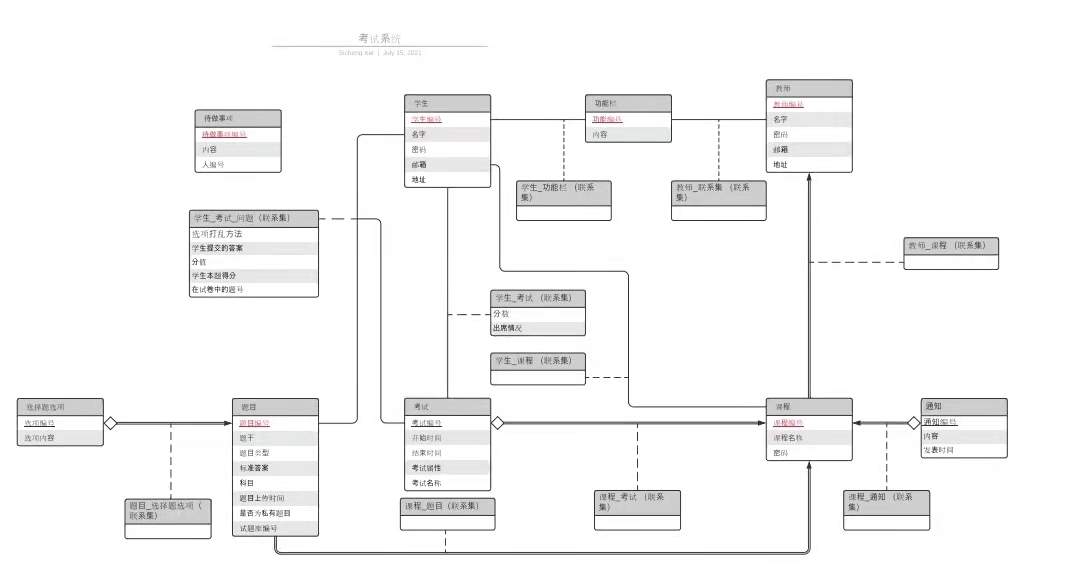 考试系统
Sicheng Xie | July 15, 2021
待做事项
待做事项编号
内容
人编号
学生
学生编号
名字
密码
邮箱
地址
功能栏
功能编号
内容
教师
教师编号
名字
密码
邮箱
地址
学生_功能栏 （联系
集）
教师_联系集 （联系
集）
学生_考试_问题（联系集）
选项打乱方法
学生提交的答案
分值
学生本题得分
在试卷中的题号
教师_课程 （联系集）
学生_考试 （联系集）
分数
出席情况
学生_课程 （联系集）
选择题选项
选项编号
选项内容
题目
题目编号
题干
题目类型
标准答案
科目
题目上传时间
是否为私有题目
试题库编号
考试
考试编号
开始时间
结束时间
考试属性
考试名称
课程
课程编号
课程名称
密码
通知
通知编号
内容
发表时间
题目_选择题选项（
联系集）
课程_题目（联系集）
课程_考试 （联系
集）
课程_通知 （联系
集）